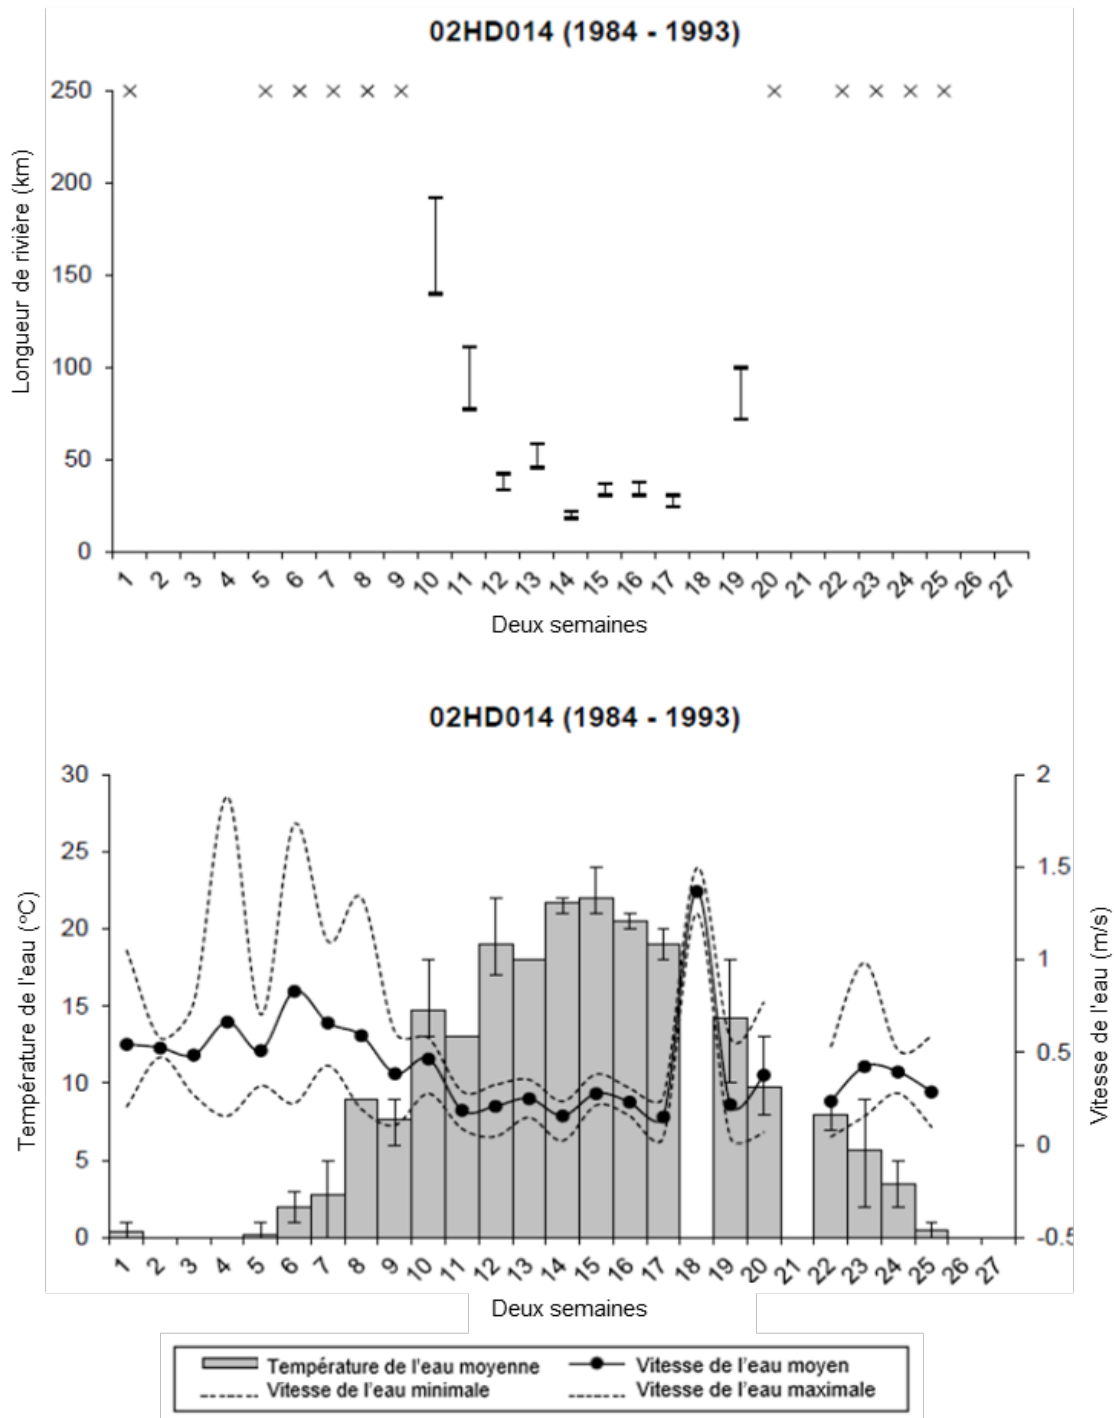 02HD014 (1984 - 1993)
250
200
150
100
50
0
Longueur de rivière (km)
1 2 3 4 5 6 7 8 9 10 11 12 13 14 15 16 17 18 19 20 21 22 23 24 25 26 27
Deux semaines
02HD014 (1984 - 1993)
30
25
20
15
10
5
0
Température de l'eau (°C)
2
1.5
1
0.5
0
-0.5
Vitesse de l'eau (m/s)
1 2 3 4 5 6 7 8 9 10 11 12 13 14 15 16 17 18 19 20 21 22 23 24 25 26 27
Deux semaines
Température de l'eau moyenne
Vitesse de l'eau moyen
Vitesse de l'eau minimale
Vitesse de l'eau maximale